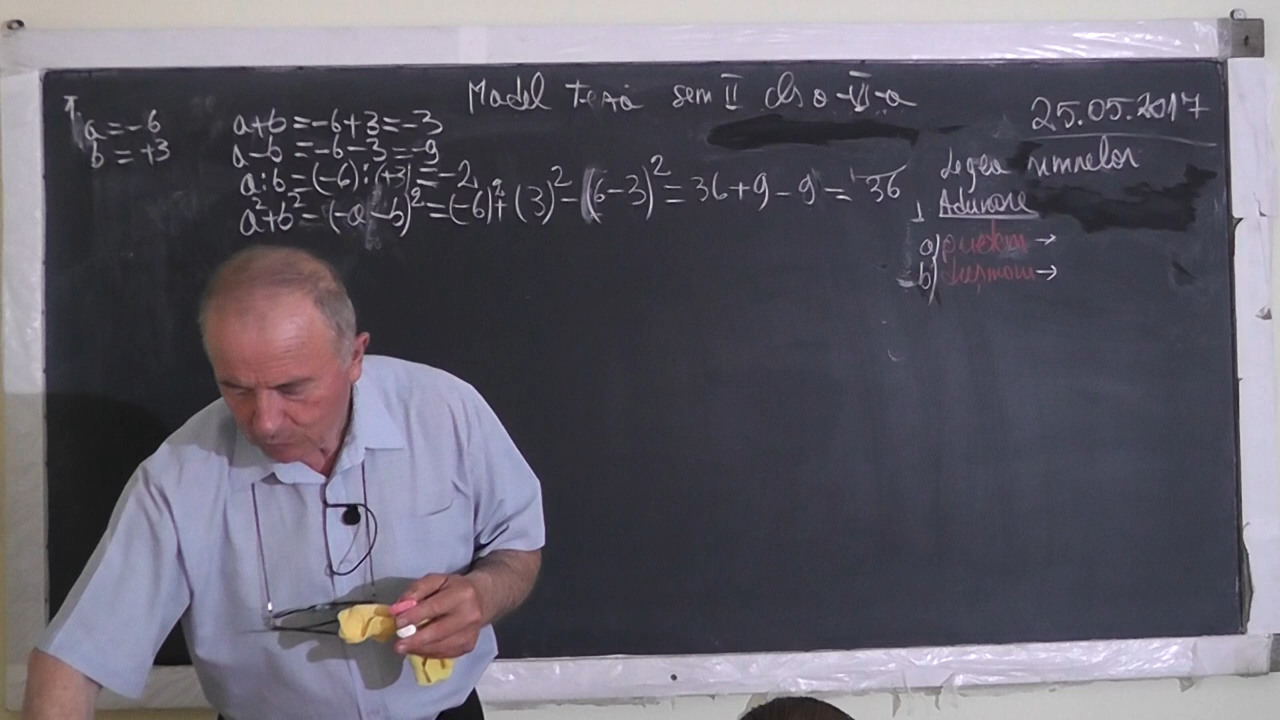 Model teză sem II cls a-VI-a
25.05.2017
I
a=-6
b=+3
a+b=-6+3=-3
a-b=-6-3=-9
a:b=(-6):(+3)=-2
a²+b²-(-a-b)²=(-6)²+(3)²-(6-3)²=36+9-9=36
Legea semnelor
1 Adunare
a)
b)